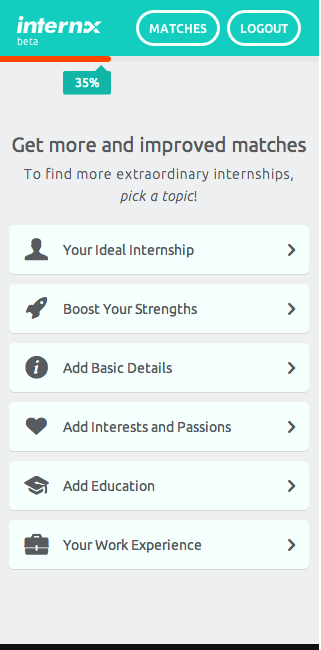 internx
beta
MATCHES
LOGOUT
35%
Get more and improved matches
To find more extraordinary internships,
pick a topic!
Your Ideal Internship
Boost Your Strengths
Add Basic Details
Add Interests and Passions
Add Education
Your Work Experience